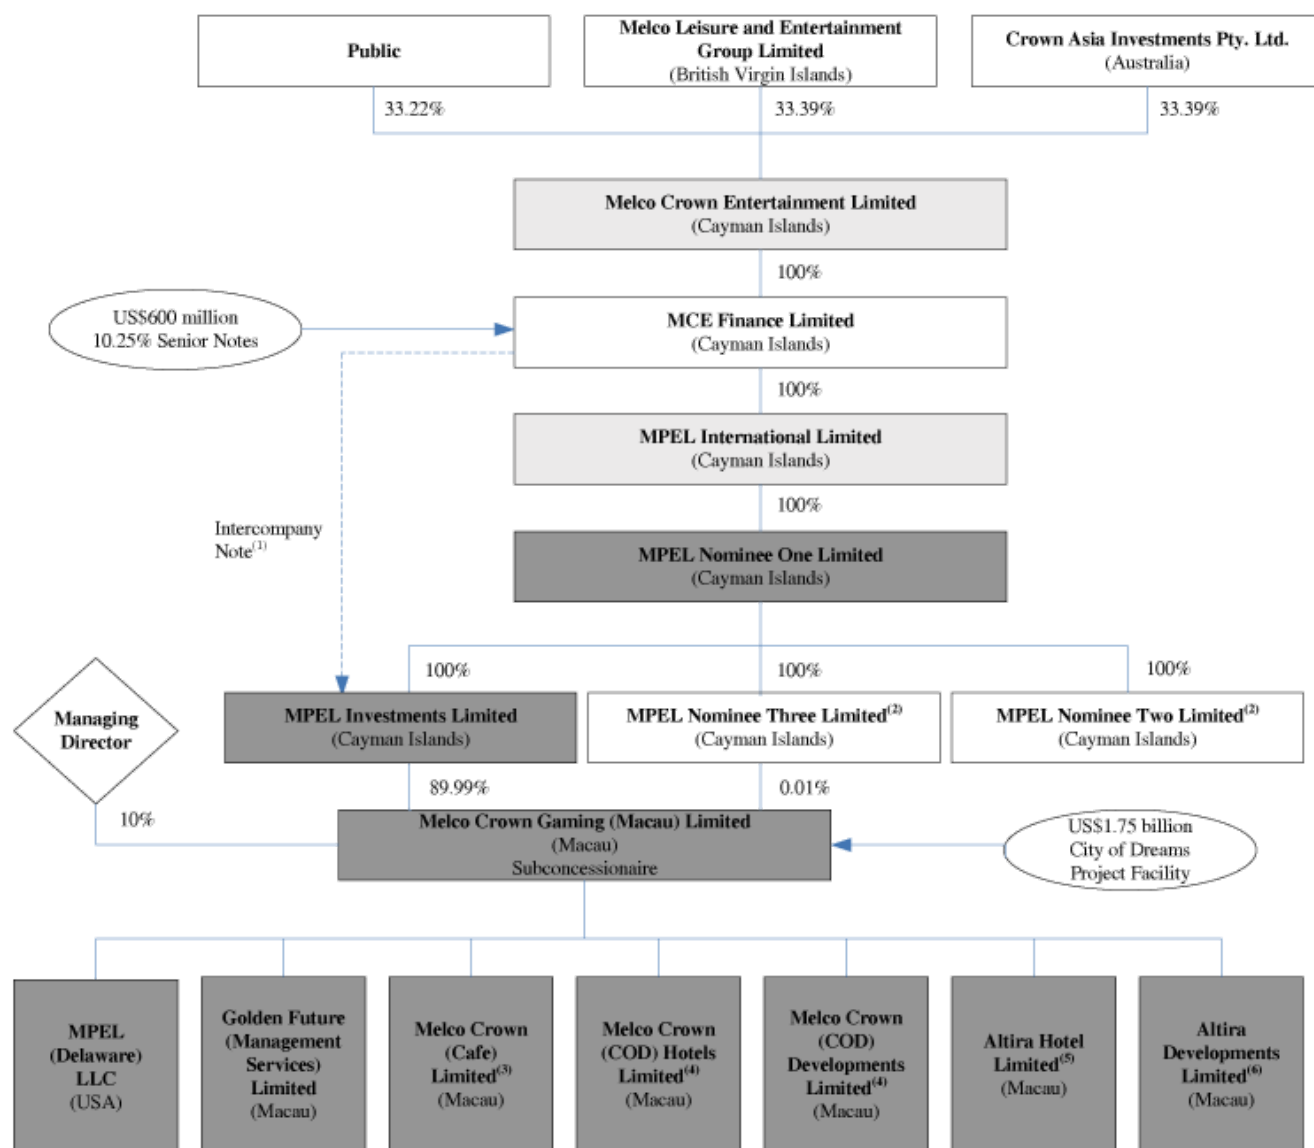 Public
Melco Leisure and Entertainment
Group Limited
(British Virgin Islands)
Crown Asia Investments Pty. Ltd.
(Australia)
33.22%
33.39%
33.39%
Melco Crown Entertainment Limited
(Cayman Islands)
100%
US$600 million
10.25% Senior Notes
MCE Finance Limited
(Cayman Islands)
100%
MPEL International Limited
(Cayman Islands)
100%
Intercompany
Note(1)
MPEL Nominee One Limited
(Cayman Islands)
100%
100%
100%
Managing
Director
MPEL Investments Limited
(Cayman Islands)
MPEL Nominee Three Limited(2)
(Cayman Islands)
MPEL Nominee Two Limited(2)
(Cayman Islands)
89.99%
0.01%
10%
Melco Crown Gaming (Macau) Limited
(Macau)
Subconcessionaire
US$1.75 billion
City of Dreams
Project Facility
MPEL
(Delaware)
LLC
(USA)
Golden Future
(Management
Services)
Limited
(Macau)
Melco Crown
(Cafe)
Limited(3)
(Macau)
Melco Crown
(COD) Hotels
Limited(4)
(Macau)
Melco Crown
(COD)
Developments
Limited(4)
(Macau)
Altira Hotel
Limited(5)
(Macau)
Altira
Developments
Limited(6)
(Macau)